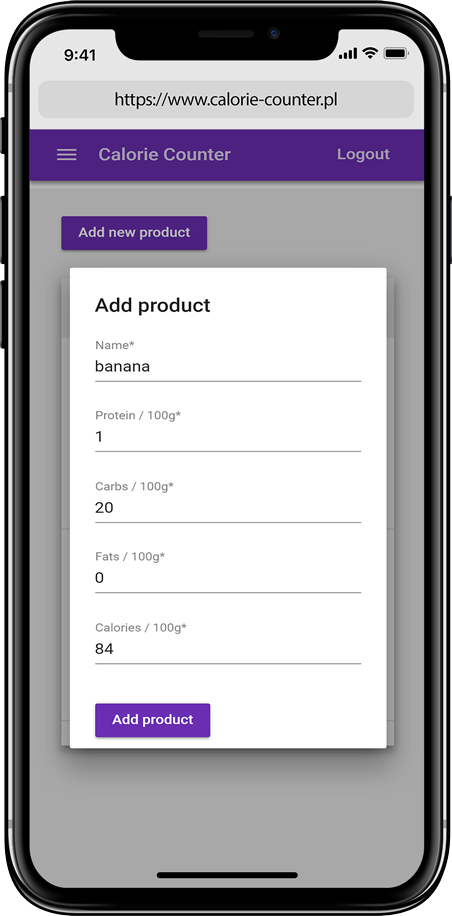 9:41
https://www.calorie-counter.pl
Calorie Counter Logout
Add new product
Add product
Name*
banana
Protein / 100g*
1
Carbs / 100g*
20
Fats / 100g*
0
Calories / 100g*
84
Add product